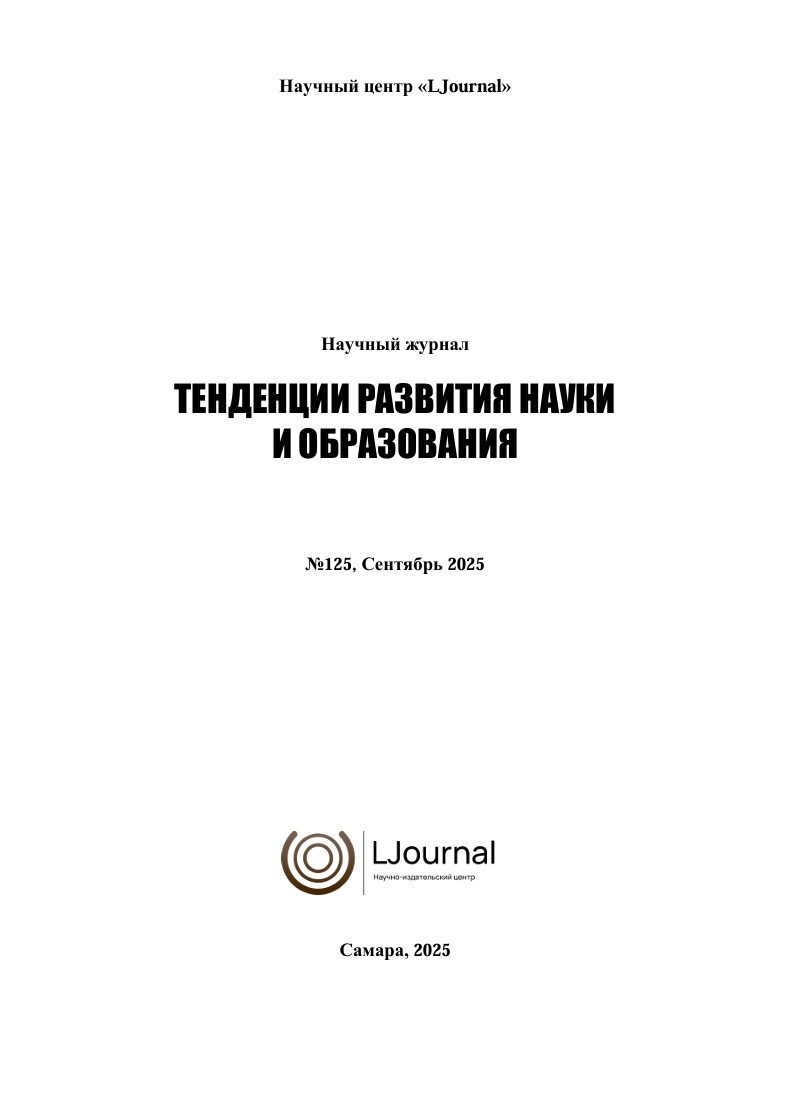 Научный центр «LJournal»
Научный журнал
ТЕНДЕНЦИИ РАЗВИТИЯ НАУКИ
И ОБРАЗОВАНИЯ
№125, Сентябрь 2025
LJournal
Научно-издательский центр
Самара, 2025